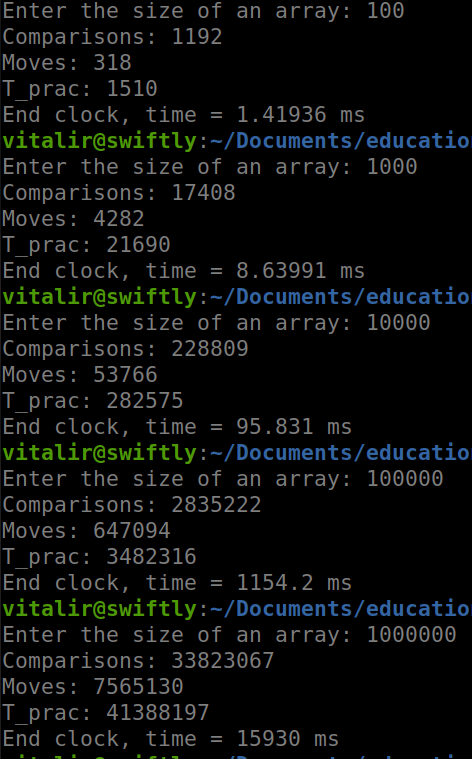 Enter the size of an array: 100
Comparisons: 1192
Moves: 318
T_prac: 1510
End clock, time = 1.41936 ms
vitalir@swiftly:~/Documents/educatio
Enter the size of an array: 1000
Comparisons: 17408
Moves: 4282
T_prac: 21690
End clock, time = 8.63991 ms
vitalir@swiftly:~/Documents/educatio
Enter the size of an array: 10000
Comparisons: 228809
Moves: 53766
T_prac: 282575
End clock, time = 95.831 ms
vitalir@swiftly:~/Documents/educatio
Enter the size of an array: 100000
Comparisons: 2835222
Moves: 647094
T_prac: 3482316
End clock, time = 1154.2 ms
vitalir@swiftly:~/Documents/educatio
Enter the size of an array: 1000000
Comparisons: 33823067
Moves: 7565130
T_prac: 41388197
End clock, time = 15930 ms